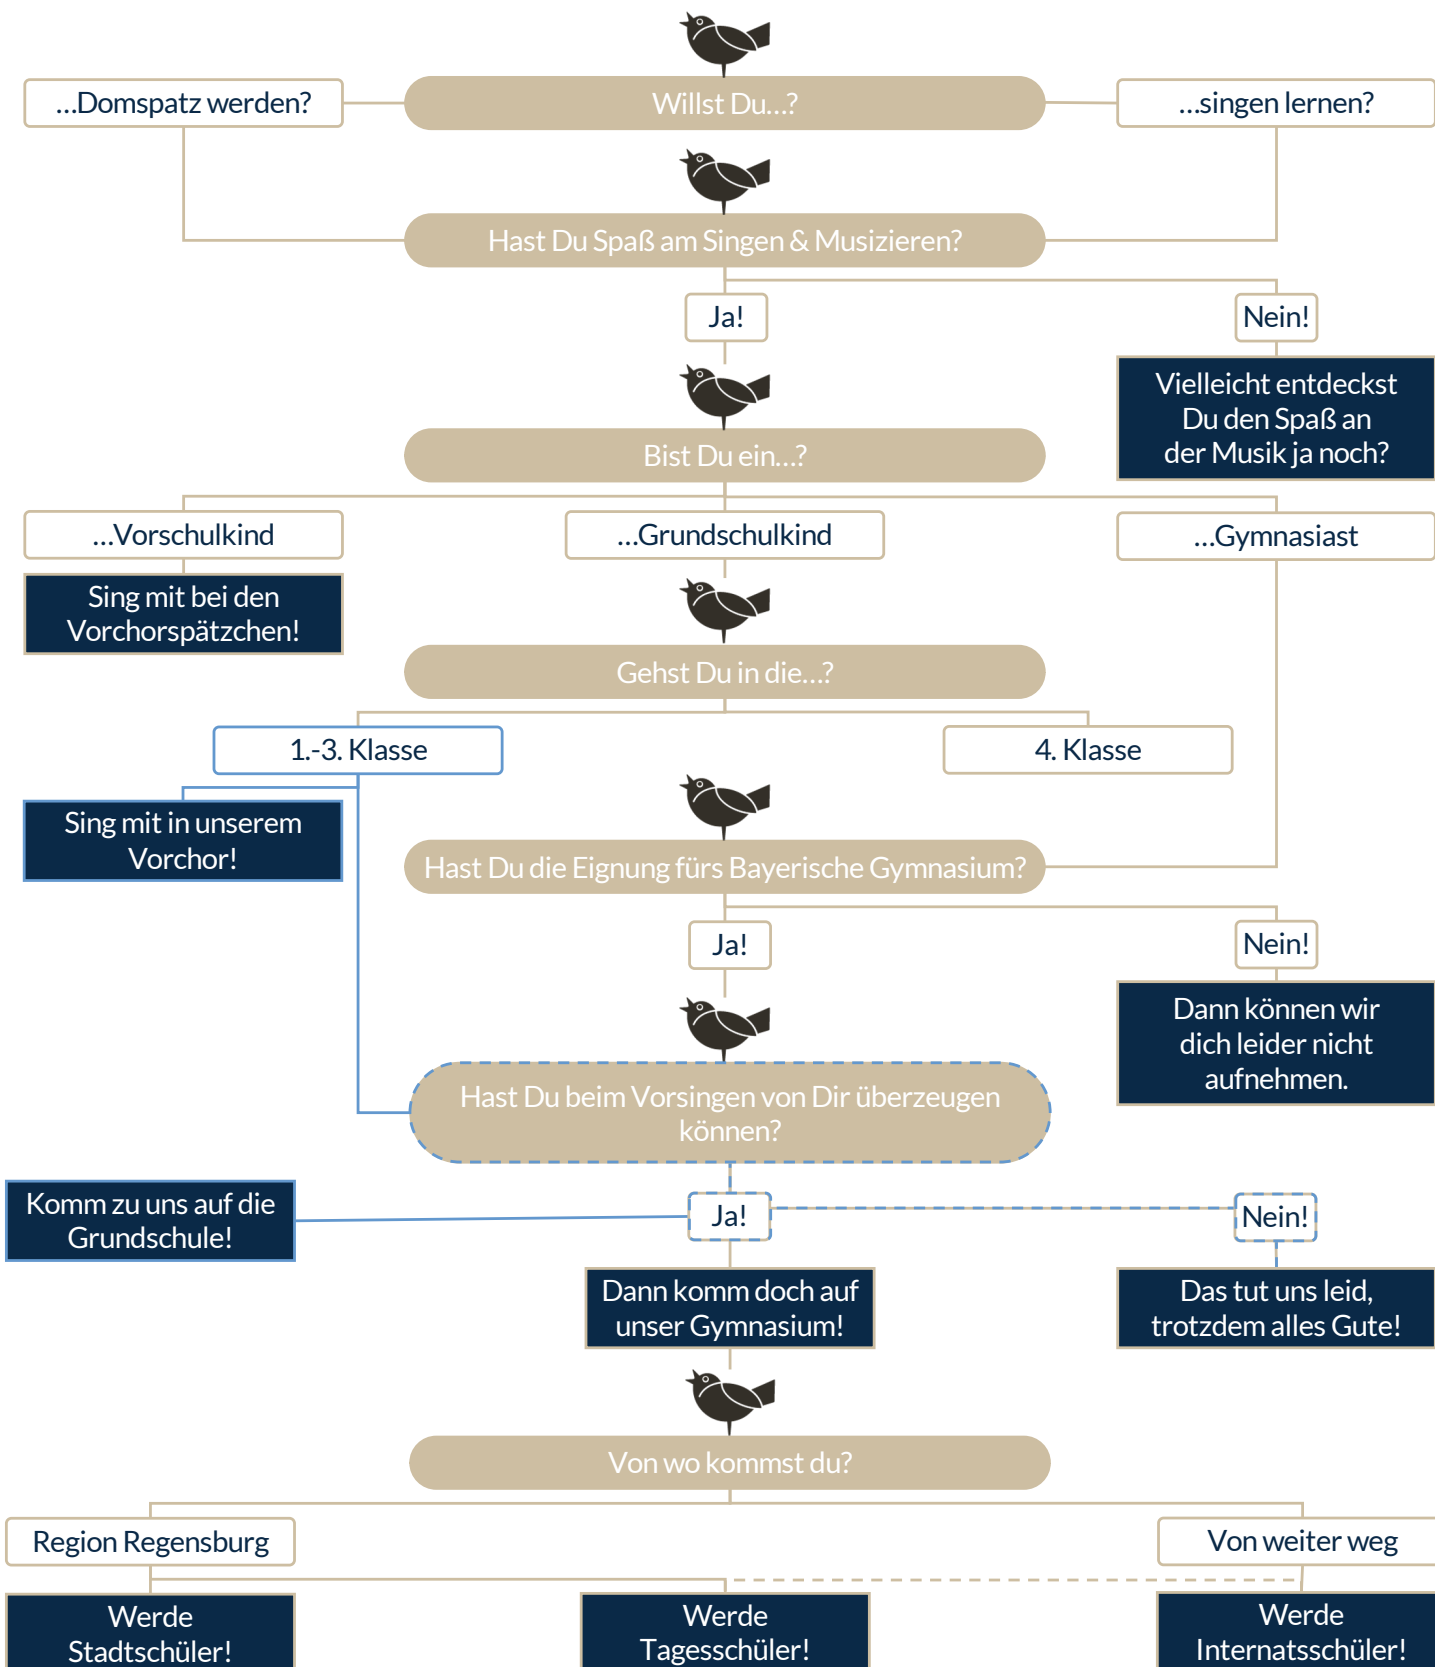 Willst Du...?
...Domspatz werden?
...singen lernen?
Hast Du Spaß am Singen & Musizieren?
Ja!
Nein!
Vielleicht entdeckst
Du den Spaß an
der Musik ja noch?
Bist Du ein...?
...Vorschulkind
...Grundschulkind
...Gymnasiast
Sing mit bei den
Vorchorspätzchen!
Gehst Du in die...?
1.-3. Klasse
4. Klasse
Sing mit in unserem
Vorchor!
Hast Du die Eignung fürs Bayerische Gymnasium?
Ja!
Nein!
Dann können wir
dich leider nicht
aufnehmen.
Hast Du beim Vorsingen von Dir überzeugen
können?
Komm zu uns auf die
Grundschule!
Ja!
Nein!
Dann komm doch auf
unser Gymnasium!
Das tut uns leid,
trotzdem alles Gute!
Von wo kommst du?
Region Regensburg
Von weiter weg
Werde
Stadtschüler!
Werde
Tagesschüler!
Werde
Internatsschüler!